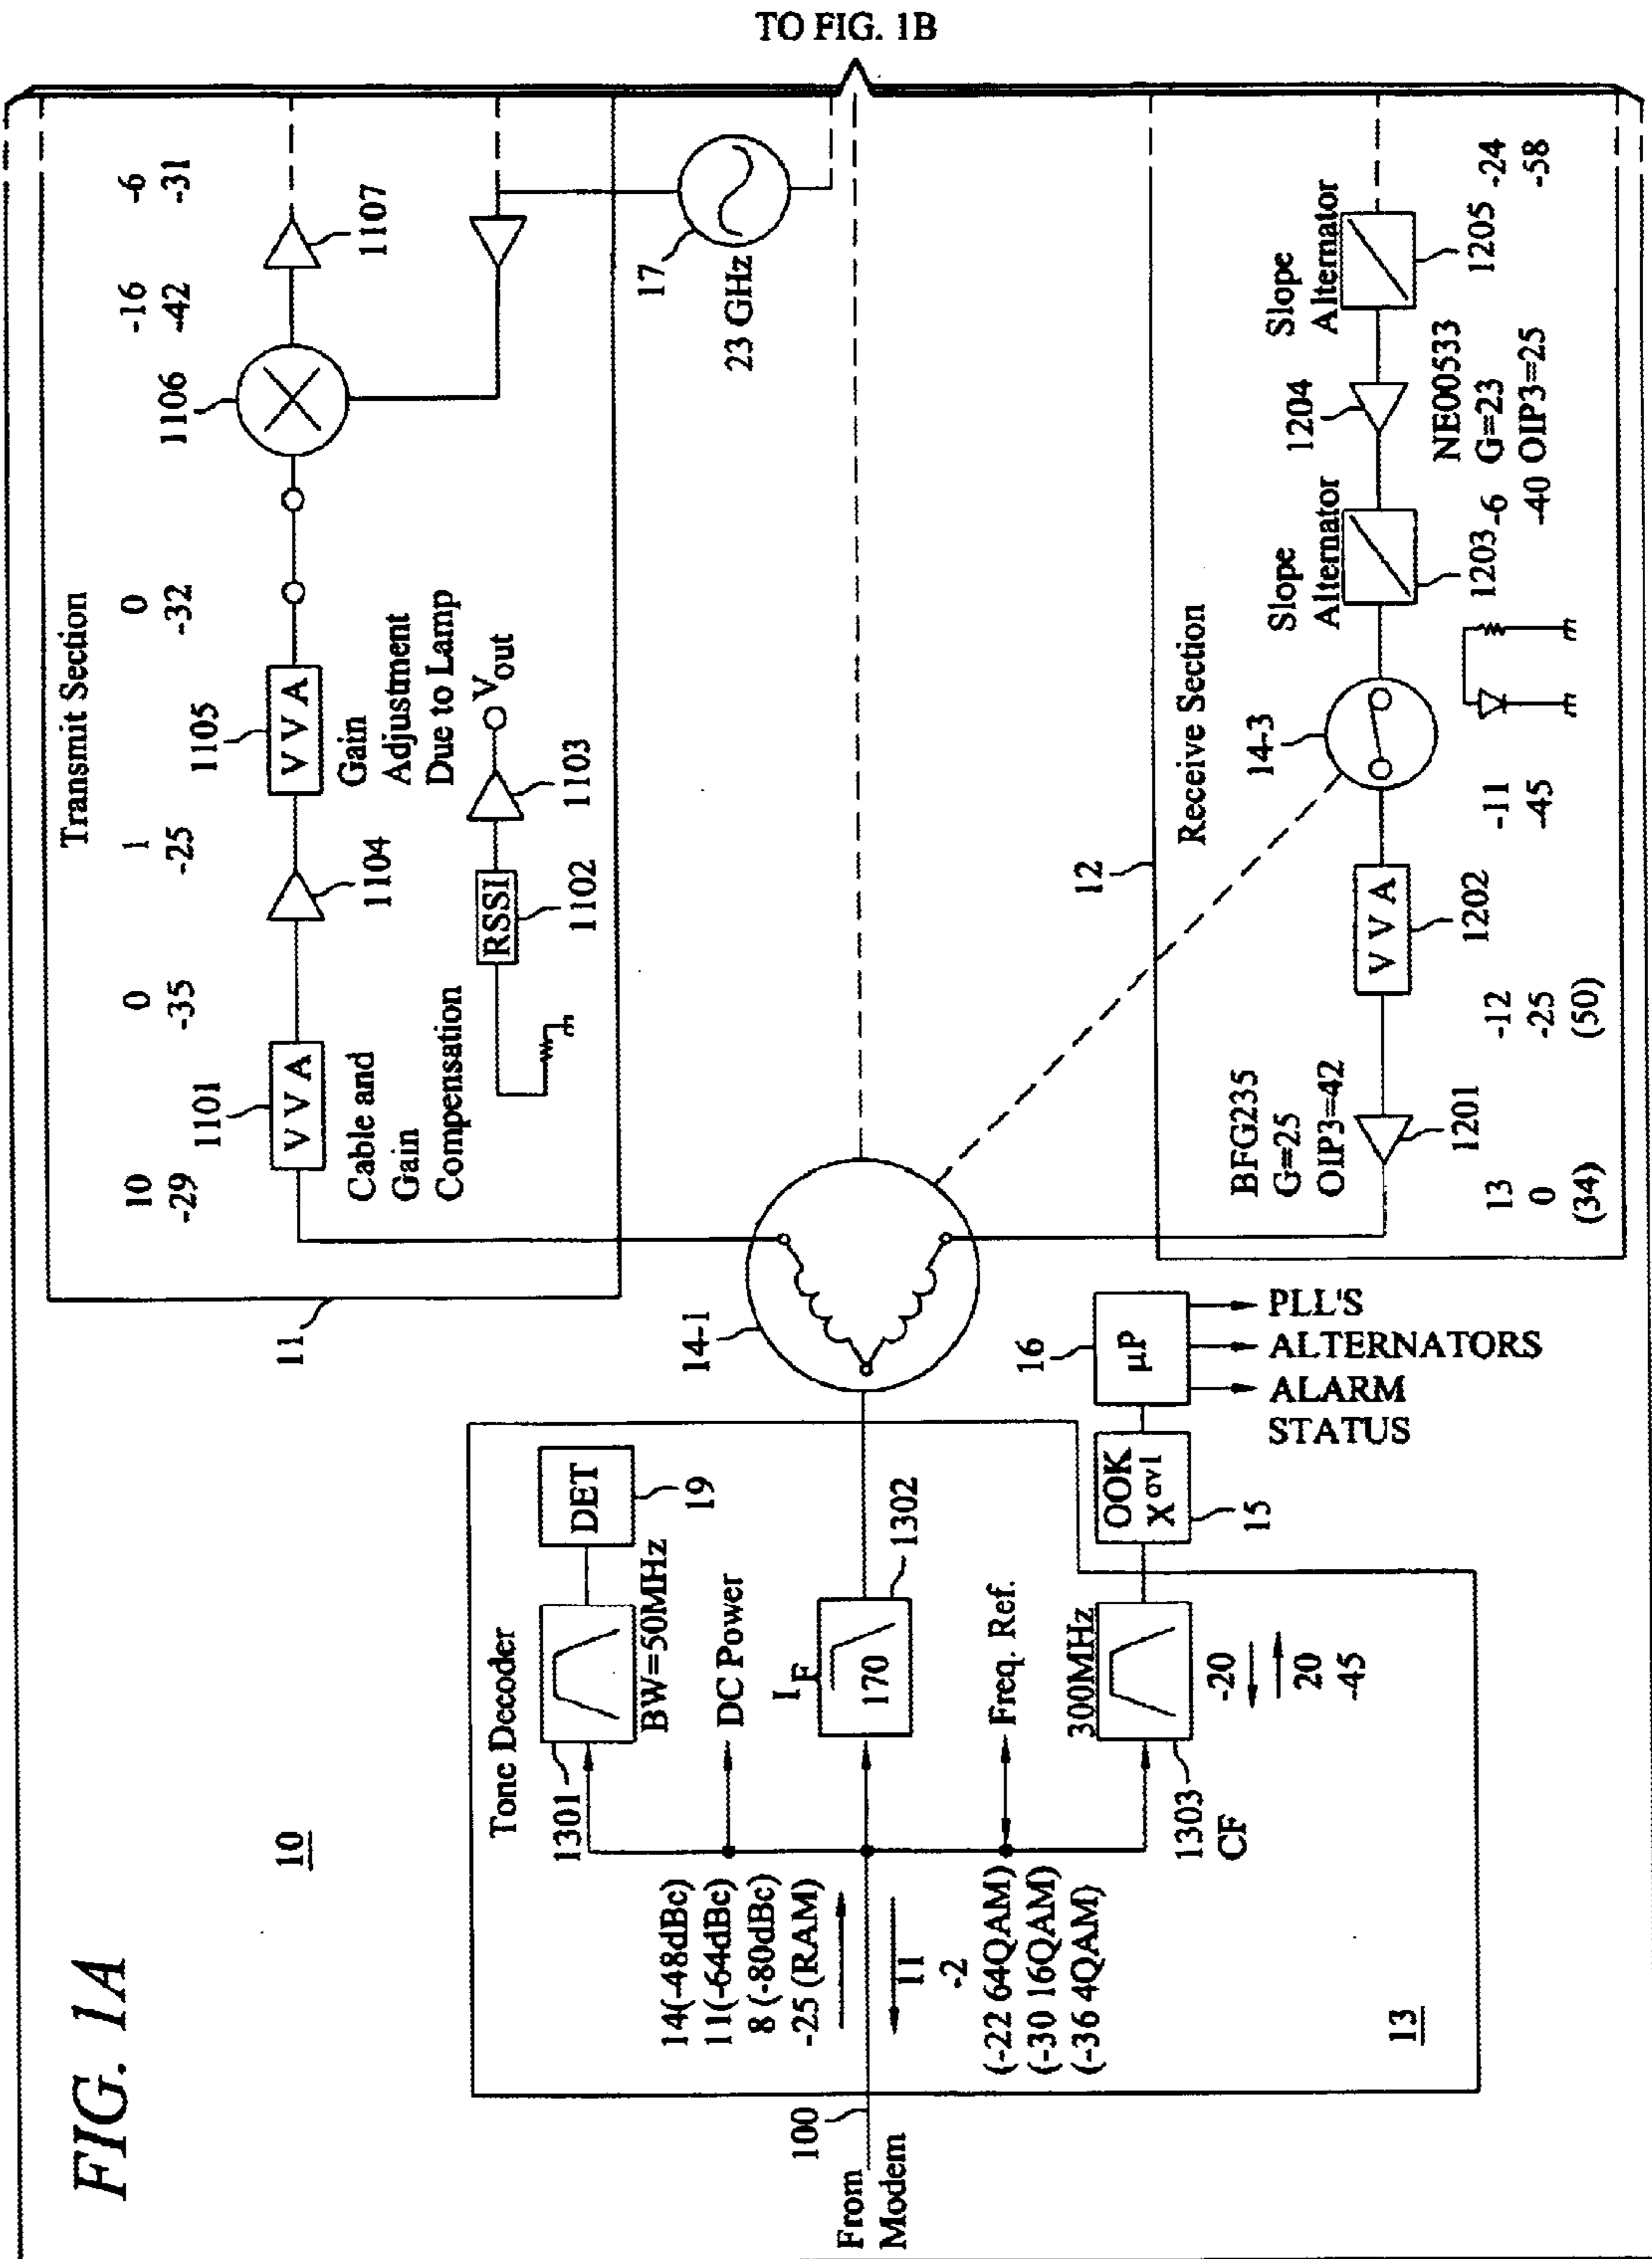 TO FIG. 1B
FIG. 1A
10
Transmit Section
10
-29
0
-35
1
-25
0
-32
-16
-42
-6
-31
1101
V V A
Cable and
Gain
Compensation
1104
1105
V V A
Gain
Adjustment
Due to Lamp
RSSI
1102
1103
Vout
1106
1107
17
23 GHz
11
14-1
Tone Dcoder
1301
BW=50MHz
DET
19
DC Power
IF
170
1302
Freq. Ref.
300MHz
1303
CF
-20
20
-45
OOK
Xavl
15
16
µP
PLL'S
ALTERNATORS
ALARM
STATUS
14(-48dBc)
11(-64dBc)
8 (-80dBc)
-25 (RAM)
11
-2
(-22 64QAM)
(-30 16QAM)
(-36 4QAM)
13
100
From
Modem
12
Receive Section
BFG235
G=25
OIP3=42
1201
13
0
(34)
-12
-25
(50)
V V A
1202
-11
-45
14-3
Slope
Alternator
1203
-6
-40
1204
NE00533
G=23
OIP3=25
Slope
Alternator
1205
-24
-58